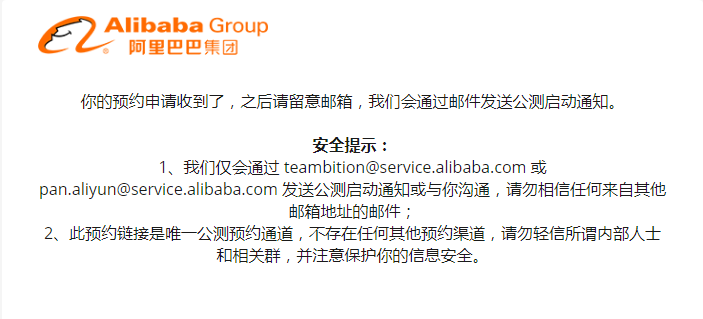 Alibaba Group
阿里巴巴集团
你的预约申请收到了，之后请留意邮箱，我们会通过邮件发送公测启动通知。
安全提示：
1、我们仅会通过 teambition@service.alibaba.com 或
pan.aliyun@service.alibaba.com 发送公测启动通知或与你沟通，请勿相信任何来自其他
邮箱地址的邮件；
2、此预约链接是唯一公测预约通道，不存在任何其他预约渠道，请勿轻信所谓内部人士
和相关群，并注意保护你的信息安全。